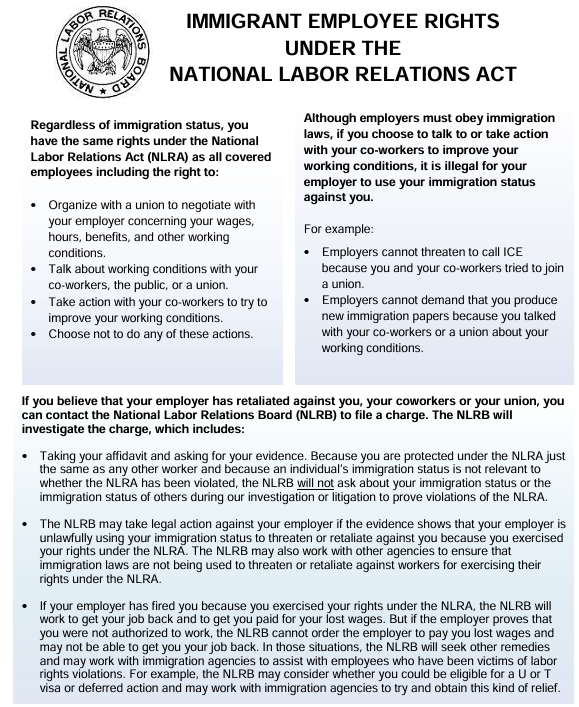 NATIONAL LABOR RELATIONS BOARD
IMMIGRANT EMPLOYEE RIGHTS
UNDER THE
NATIONAL LABOR RELATIONS ACT
Regardless of immigration status, you
have the same rights under the National
Labor Relations Act (NLRA) as all covered
employees including the right to:
• Organize with a union to negotiate with
your employer concerning your wages,
hours, benefits, and other working
conditions.
• Talk about working conditions with your
co-workers, the public, or a union.
• Take action with your co-workers to try to
improve your working conditions.
• Choose not to do any of these actions.
Although employers must obey immigration
laws, if you choose to talk to or take action
with your co-workers to improve your
working conditions, it is illegal for your
employer to use your immigration status
against you.
For example:
• Employers cannot threaten to call ICE
because you and your co-workers tried to join
a union.
• Employers cannot demand that you produce
new immigration papers because you talked
with your co-workers or a union about your
working conditions.
If you believe that your employer has retaliated against you, your coworkers or your union, you
can contact the National Labor Relations Board (NLRB) to file a charge. The NLRB will
investigate the charge, which includes:
• Taking your affidavit and asking for your evidence. Because you are protected under the NLRA just
the same as any other worker and because an individual's immigration status is not relevant to
whether the NLRA has been violated, the NLRB will not ask about your immigration status or the
immigration status of others during our investigation or litigation to prove violations of the NLRA.
• The NLRB may take legal action against your employer if the evidence shows that your employer is
unlawfully using your immigration status to threaten or retaliate against you because you exercised
your rights under the NLRA. The NLRB may also work with other agencies to ensure that
immigration laws are not being used to threaten or retaliate against workers for exercising their
rights under the NLRA.
• If your employer has fired you because you exercised your rights under the NLRA, the NLRB will
work to get your job back and to get you paid for your lost wages. But if the employer proves that
you were not authorized to work, the NLRB cannot order the employer to pay you lost wages and
may not be able to get you your job back. In those situations, the NLRB will seek other remedies
and may work with immigration agencies to assist with employees who have been victims of labor
rights violations. For example, the NLRB may consider whether you could be eligible for a U or T
visa or deferred action and may work with immigration agencies to try and obtain this kind of relief.